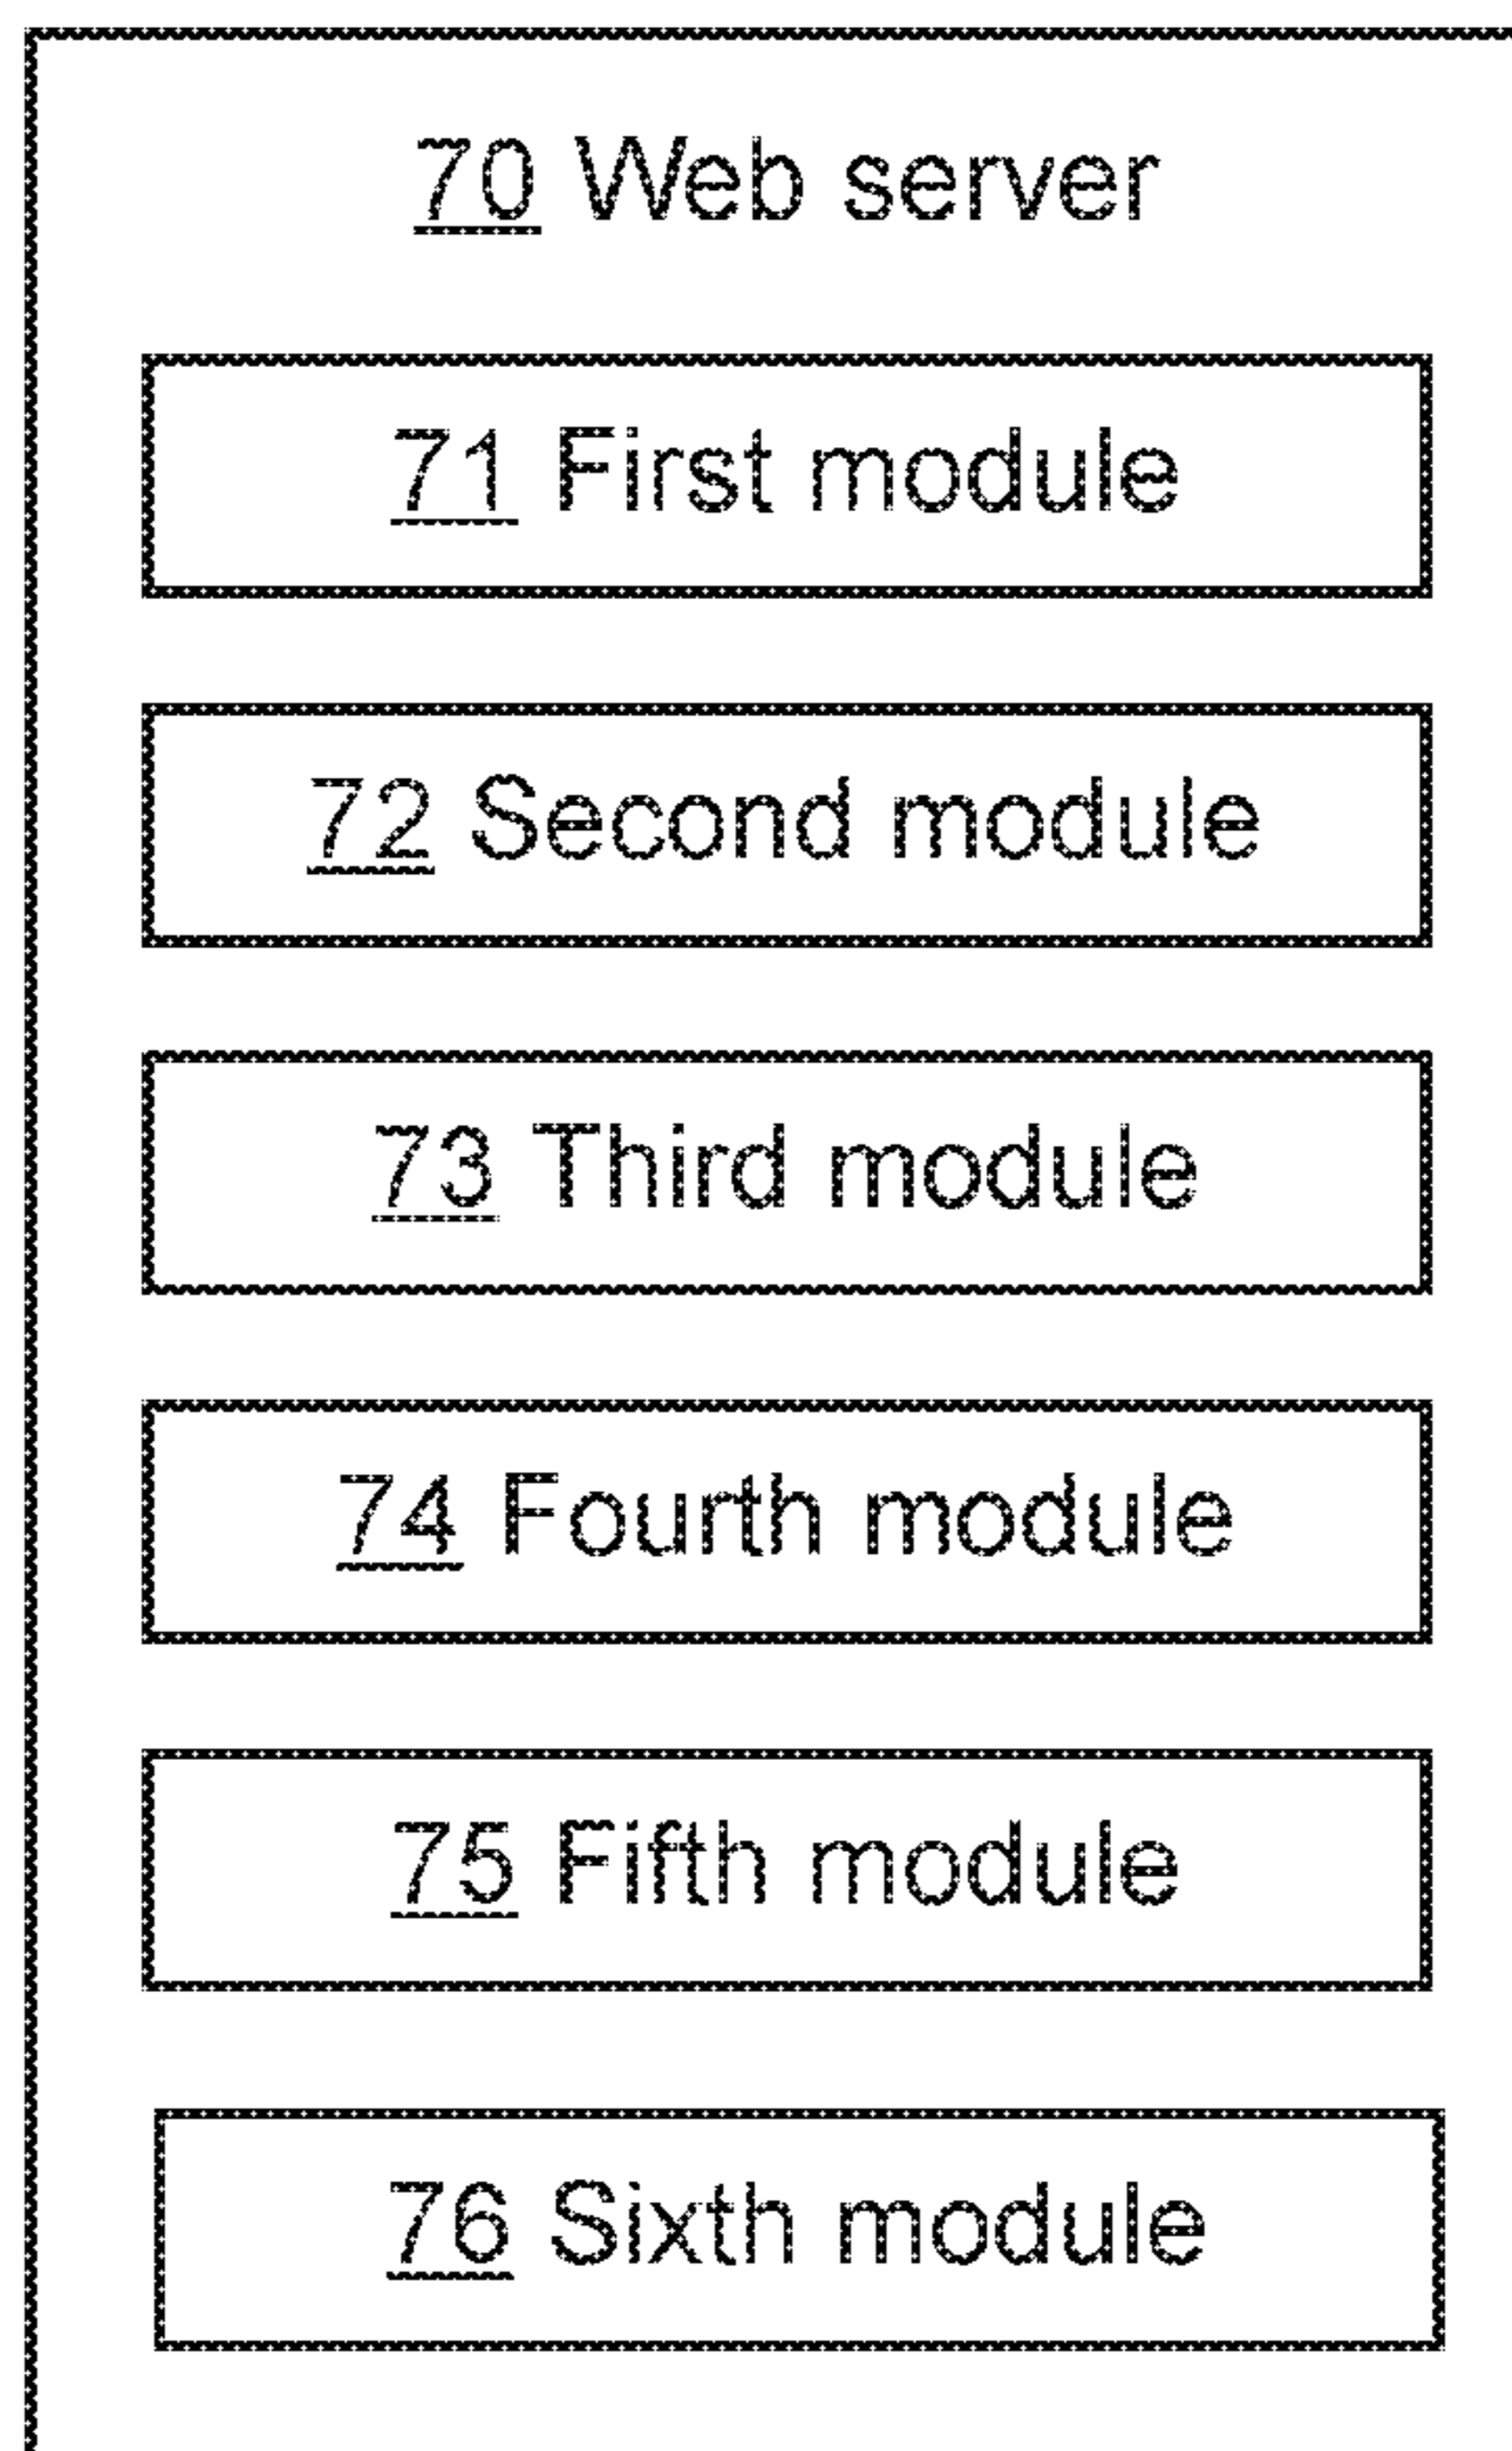 70 Web server
71 First module
72 Second module
73 Third module
74 Fourth module
75 Fifth module
76 Sixth module